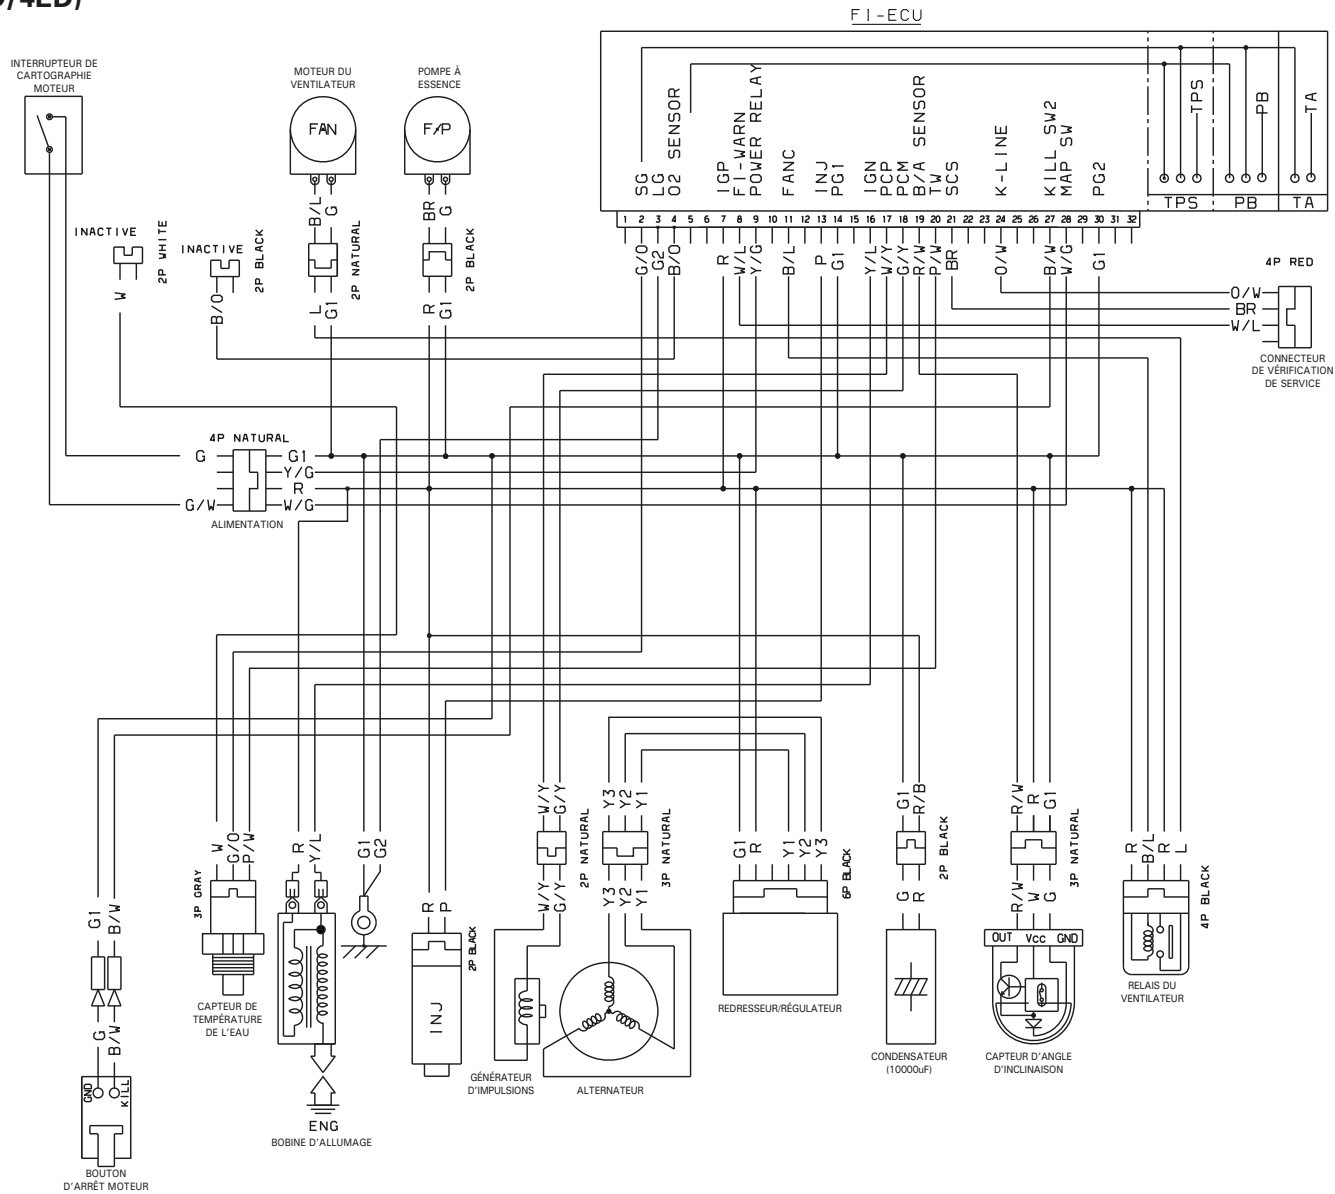 FI-ECU
INTERRUPTEUR DE
CARTOGRAPHIE
MOTEUR
MOTEUR DU
VENTILATEUR
POMPE À
ESSENCE
FAN
F/P
SG
LG
O2 SENSOR
IGP
FI-WARN
POWER RELAY
FANC
INJ
PG1
IGN
PCP
PCM
B/A SENSOR
TW
SCS
K-LINE
KILL SW2
MAP SW
PG2
TPS
PB
TA
TPS
PB
TA
1 2 3 4 5 6 7 8 9 10 11 12 13 14 15 16 17 18 19 20 21 22 23 24 25 26 27 28 29 30 31 32
G/O
G2
B/O
R
W/L
Y/G
B/L
P
G1
Y/L
W/Y
G/Y
R/W
P/W
BR
O/W
B/W
W/G
G1
B/L
G
BR
G
INACTIVE
2P WHITE
INACTIVE
2P BLACK
2P NATURAL
2P BLACK
W
B/O
L
G1
R
G1
4P RED
O/W
BR
W/L
CONNECTEUR
DE VÉRIFICATION
DE SERVICE
4P NATURAL
G
G1
Y/G
R
G/W
W/G
ALIMENTATION
W
G/O
P/W
3P GRAY
R
Y/L
G1
G2
R
P
2P BLACK
W/Y
G/Y
2P NATURAL
W/Y
G/Y
Y3
Y2
Y1
3P NATURAL
Y3
Y2
Y1
G1
R
Y1
Y2
Y3
6P BLACK
G1
R/B
2P BLACK
G
R
R/W
R
G1
3P NATURAL
R/W
W
G
OUT
Vcc
GND
R
B/L
R
L
4P BLACK
G1
B/W
G
B/W
GND
KILL
INJ
CAPTEUR DE
TEMPÉRATURE
DE L'EAU
ENG
BOBINE D'ALLUMAGE
GÉNÉRATEUR
D'IMPULSIONS
ALTERNATEUR
REDRESSEUR/RÉGULATEUR
CONDENSATEUR
(10000uF)
CAPTEUR D'ANGLE
D'INCLINAISON
RELAIS DU
VENTILATEUR
BOUTON
D'ARRÊT MOTEUR